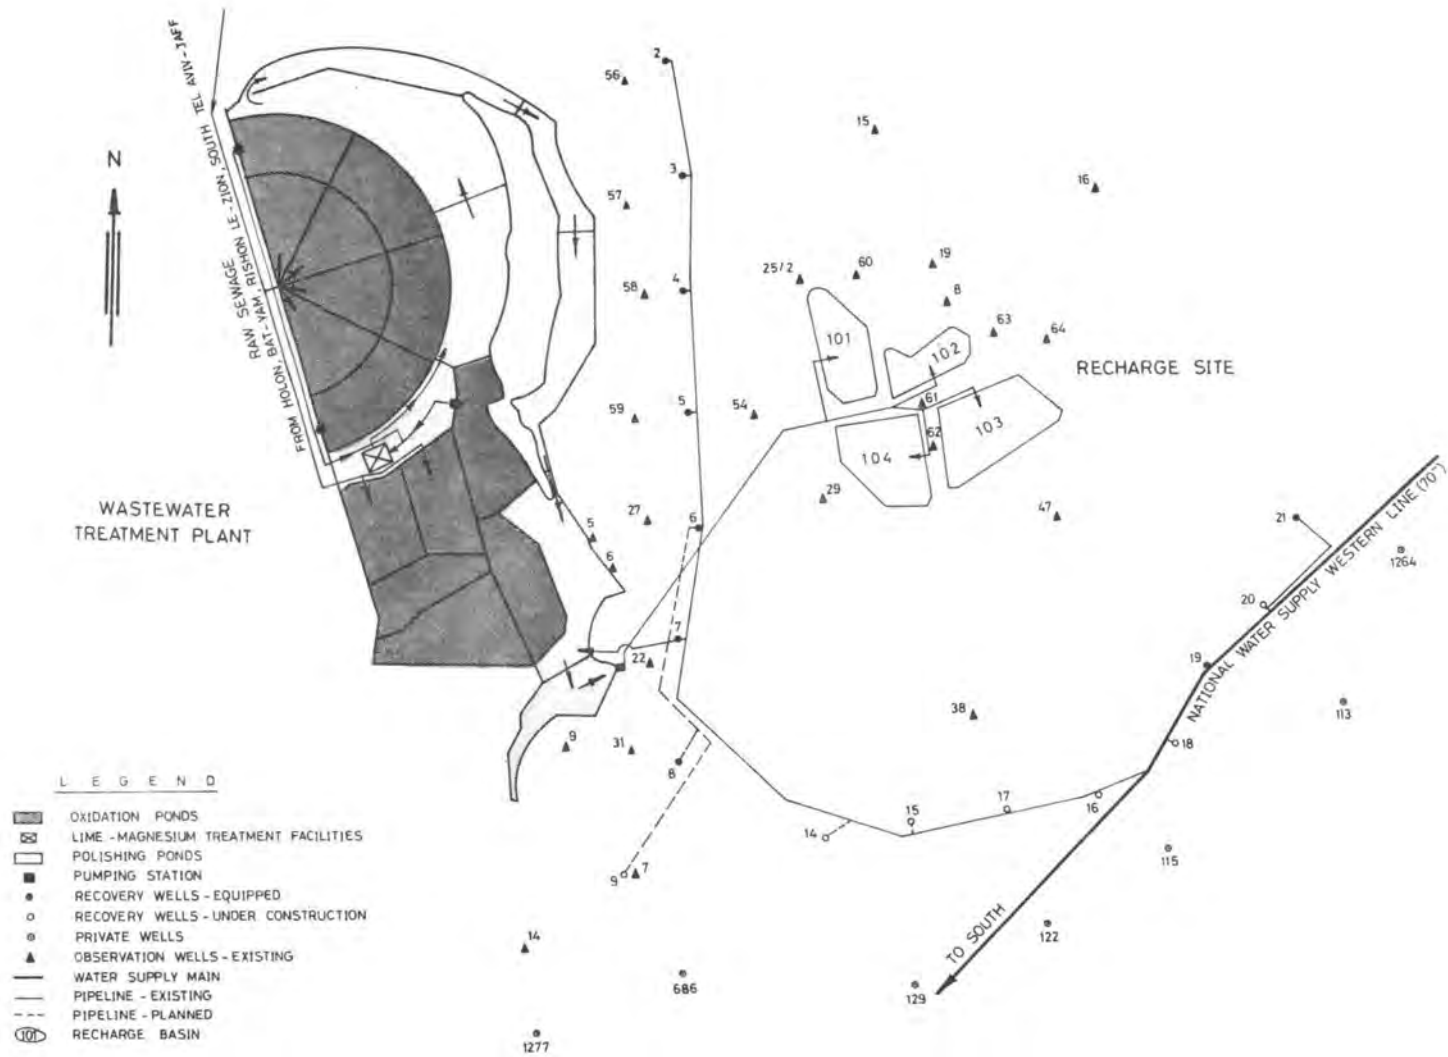 N
FROM HOLON, BAT-YAM, RISHON LE-ZION, SOUTH TEL AVIN-JAFF
RAW SEWAGE
WASTEWATER
TREATMENT PLANT
2
56
15
3
16
57
4
58
25/2
60
19
8
63
64
101
102
RECHARGE SITE
5
59
54
61
62
103
104
29
47
27
6
5
6
7
22
21
1264
20
NATIONAL WATER SUPPLY WESTERN LINE (70")
19
113
38
18
9
31
8
14
15
17
16
115
9
7
14
TO SOUTH
122
686
129
1277
LEGEND
OXIDATION PONDS
LIME-MAGNESIUM TREATMENT FACILITIES
POLISHING PONDS
PUMPING STATION
RECOVERY WELLS-EQUIPPED
RECOVERY WELLS-UNDER CONSTRUCTION
PRIVATE WELLS
OBSERVATION WELLS-EXISTING
WATER SUPPLY MAIN
PIPELINE-EXISTING
PIPELINE-PLANNED
101 RECHARGE BASIN